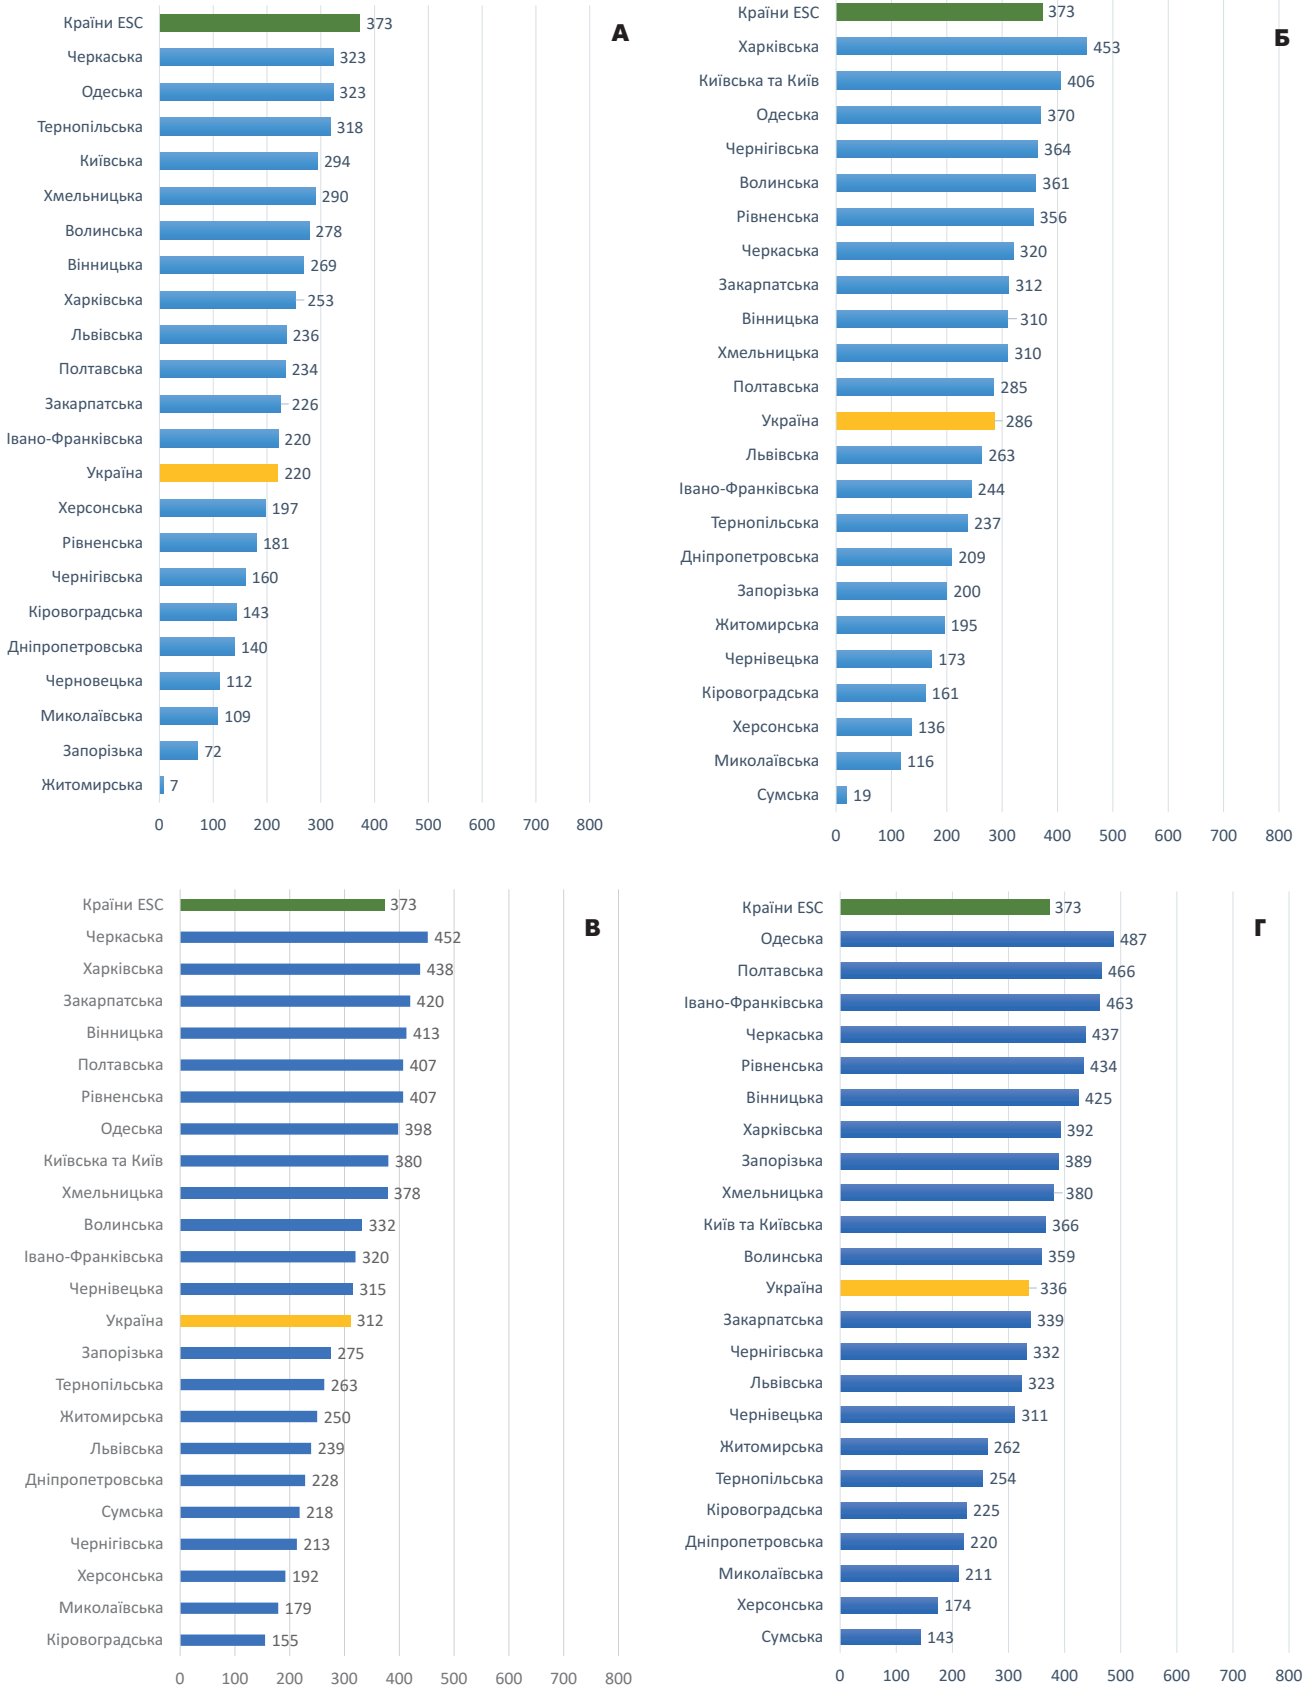 А
Країни ESC 373
Черкаська 323
Одеська 323
Тернопільська 318
Київська 294
Хмельницька 290
Волинська 278
Вінницька 269
Харківська 253
Львівська 236
Полтавська 234
Закарпатська 226
Івано-Франківська 220
Україна 220
Херсонська 197
Рівненська 181
Чернігівська 160
Кіровоградська 143
Дніпропетровська 140
Черновецька 112
Миколаївська 109
Запорізька 72
Житомирська 7
0 100 200 300 400 500 600 700 800
Б
Країни ESC 373
Харківська 453
Київська та Київ 406
Одеська 370
Чернігівська 364
Волинська 361
Рівненська 356
Черкаська 320
Закарпатська 312
Вінницька 310
Хмельницька 310
Полтавська 285
Україна 286
Львівська 263
Івано-Франківська 244
Тернопільська 237
Дніпропетровська 209
Запорізька 200
Житомирська 195
Чернівецька 173
Кіровоградська 161
Херсонська 136
Миколаївська 116
Сумська 19
0 100 200 300 400 500 600 700 800
В
Країни ESC 373
Черкаська 452
Харківська 438
Закарпатська 420
Вінницька 413
Полтавська 407
Рівненська 407
Одеська 398
Київська та Київ 380
Хмельницька 378
Волинська 332
Івано-Франківська 320
Чернівецька 315
Україна 312
Запорізька 275
Тернопільська 263
Житомирська 250
Львівська 239
Дніпропетровська 228
Сумська 218
Чернігівська 213
Херсонська 192
Миколаївська 179
Кіровоградська 155
0 100 200 300 400 500 600 700 800
Г
Країни ESC 373
Одеська 487
Полтавська 466
Івано-Франківська 463
Черкаська 437
Рівненська 434
Вінницька 425
Харківська 392
Запорізька 389
Хмельницька 380
Київ та Київська 366
Волинська 359
Україна 336
Закарпатська 339
Чернігівська 332
Львівська 323
Чернівецька 311
Житомирська 262
Тернопільська 254
Кіровоградська 225
Дніпропетровська 220
Миколаївська 211
Херсонська 174
Сумська 143
0 100 200 300 400 500 600 700 800